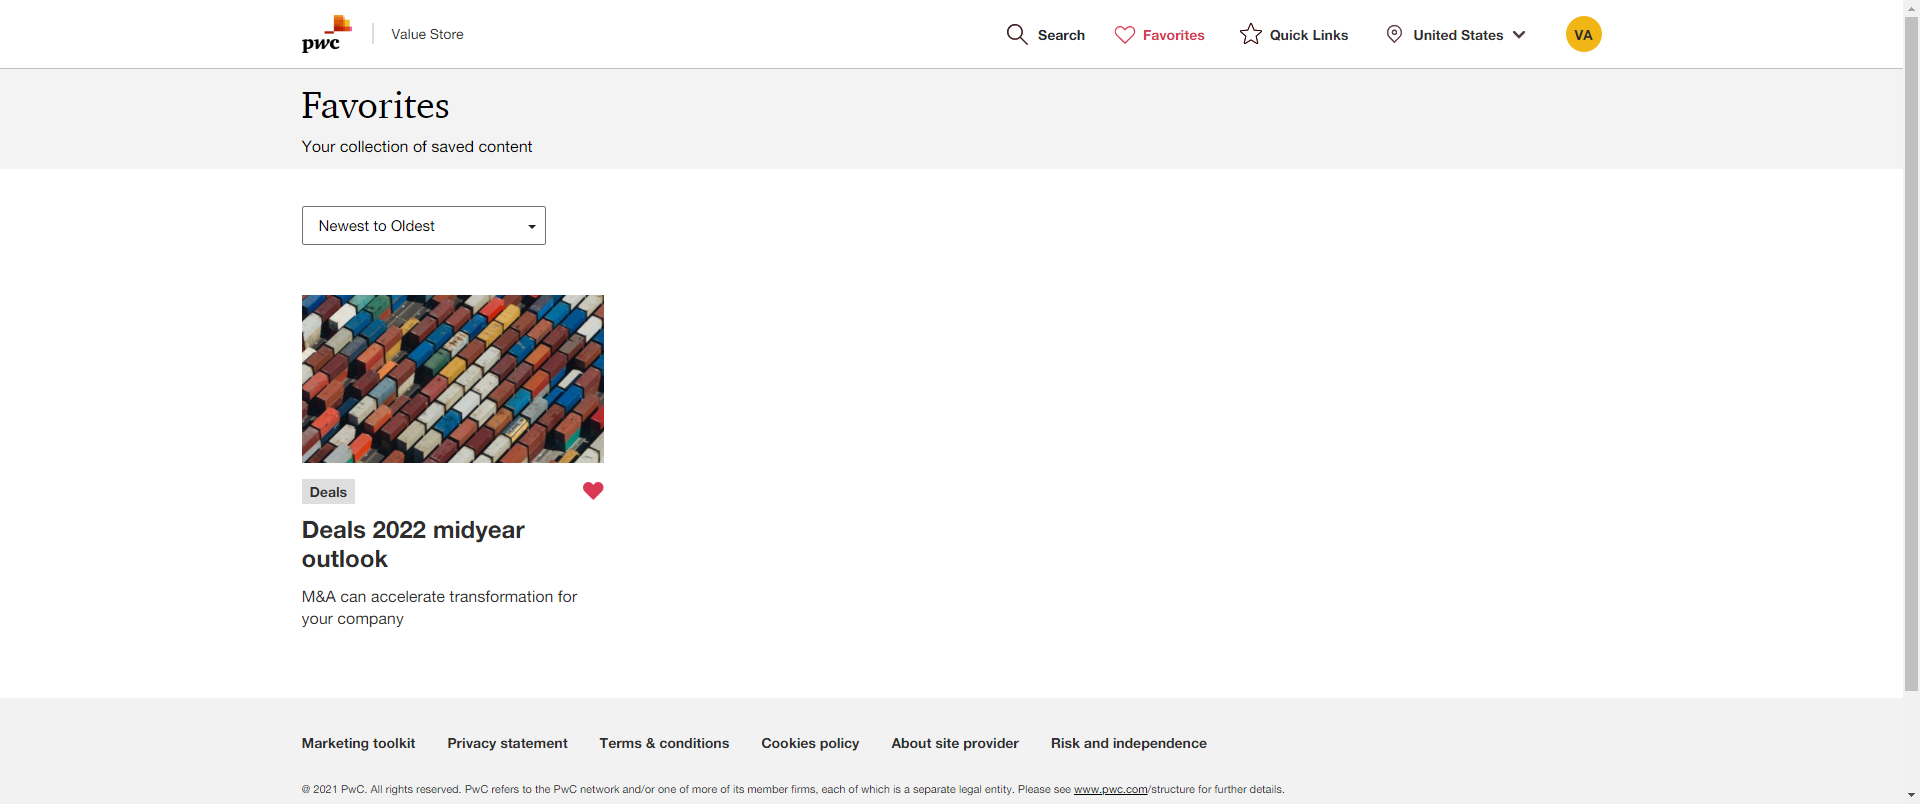 pwc
Value Store
Search
Favorites
Quick Links
United States
VA
Favorites
Your collection of saved content
Newest to Oldest
Deals
Deals 2022 midyear
outlook
M&A can accelerate transformation for
your company
Marketing toolkit
Privacy statement
Terms & conditions
Cookies policy
About site provider
Risk and independence
@ 2021 PwC. All rights reserved. PwC refers to the PwC network and/or one of more of its member firms, each of which is a separate legal entity. Please see www.pwc.com/structure for further details.